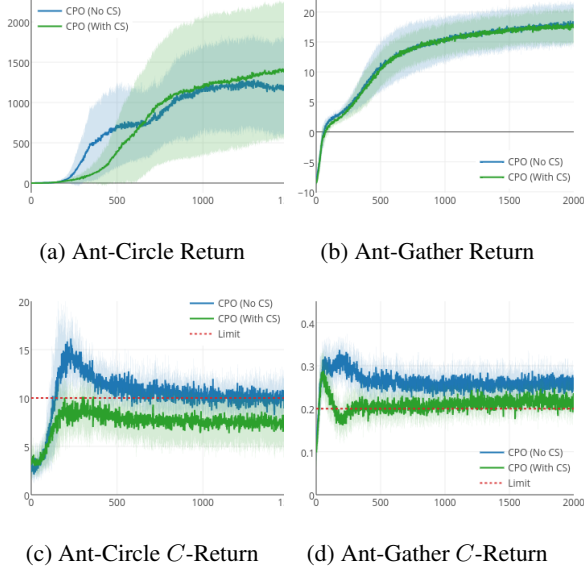 CPO (No CS)
CPO (With CS)
2000
1500
1000
500
0
0
500
1000
1
(a) Ant-Circle Return
20
15
10
5
0
−5
−10
CPO (No CS)
CPO (With CS)
0
500
1000
1500
2000
(b) Ant-Gather Return
20
15
10
5
0
CPO (No CS)
CPO (With CS)
Limit
0
500
1000
1
(c) Ant-Circle C-Return
0.4
0.3
0.2
0.1
0
CPO (No CS)
CPO (With CS)
Limit
0
500
1000
1500
2000
(d) Ant-Gather C-Return